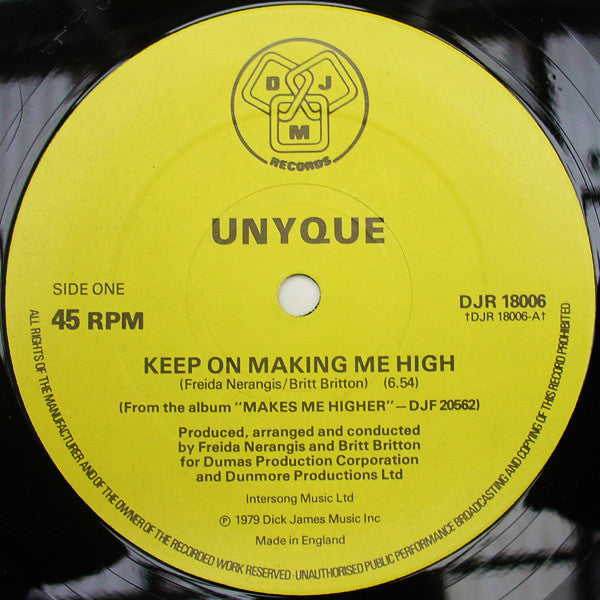 D J
M
RECORDS
UNYQUE
SIDE ONE
45 RPM
DJR 18006
†DJR 18006-A†
KEEP ON MAKING ME HIGH
(Freida Nerangis/Britt Britton) (6.54)
(From the album "MAKES ME HIGHER"—DJF 20562)
Produced, arranged and conducted
by Freida Nerangis and Britt Britton
for Dumas Production Corporation
and Dunmore Productions Ltd
Intersong Music Ltd
℗ © 1979 Dick James Music Inc
Made in England
ALL RIGHTS OF THE MANUFACTURER AND OF THE OWNER OF THE RECORDED WORK RESERVED · UNAUTHORISED PUBLIC PERFORMANCE BROADCASTING AND COPYING OF THIS RECORD PROHIBITED